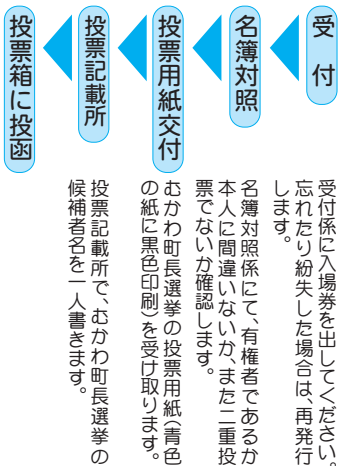 受付
受付係に入場券を出してください。
忘れたり紛失した場合は、再発行
します。
名簿対照
名簿対照係にて、有権者であるか
本人に間違いないか、また二重投
票でないか確認します。
投票用紙交付
むかわ町長選挙の投票用紙(青色
の紙に黒色印刷)を受け取ります。
投票記載所
投票記載所で、むかわ町長選挙の
候補者名を一人書きます。
投票箱に投函